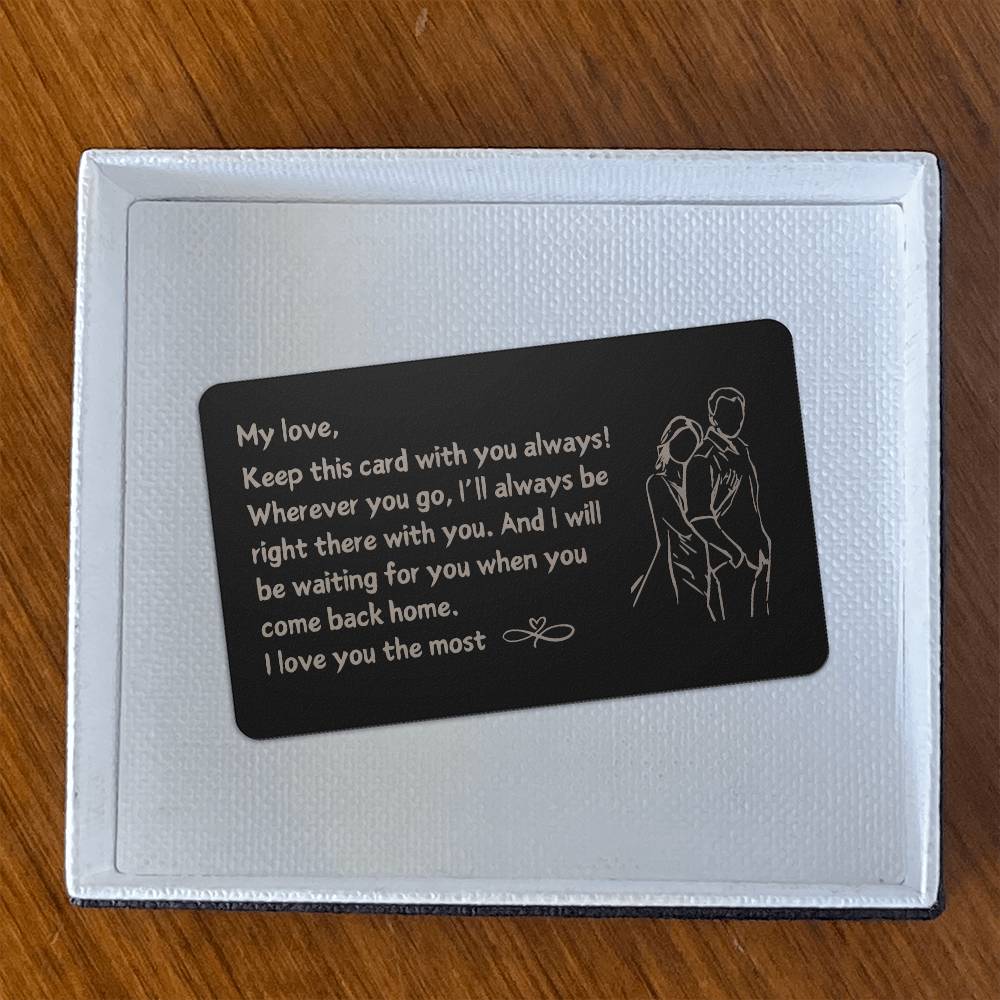 My love,
Keep this card with you always!
Wherever you go, I'll always be
right there with you. And I will
be waiting for you when you
come back home.
I love you the most